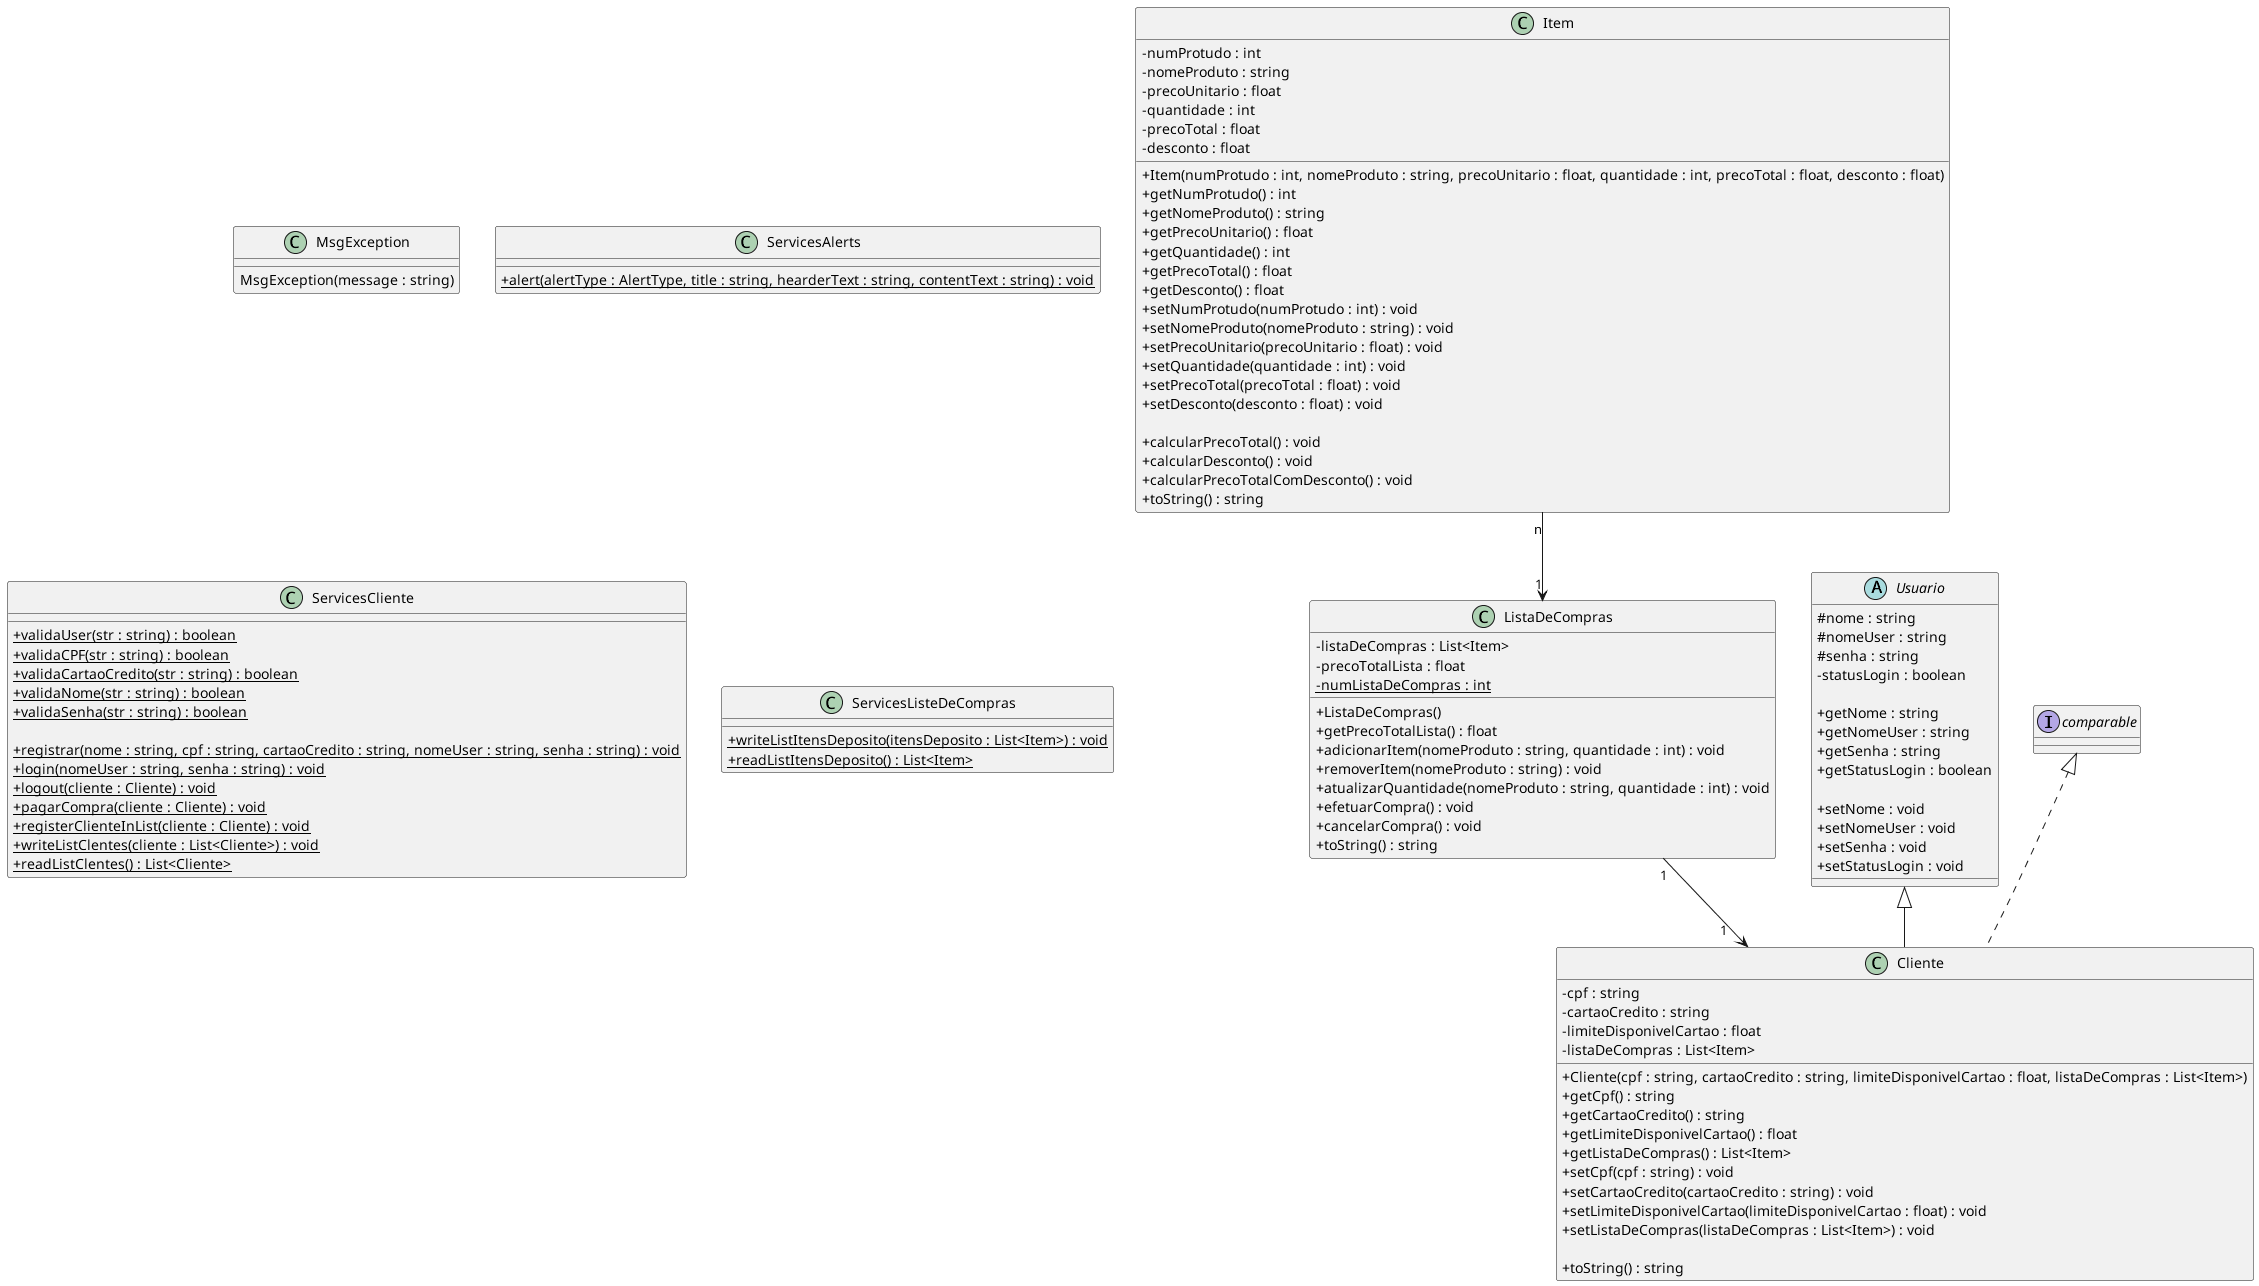 Item
-numProtudo : int
-nomeProduto : string
-precoUnitario : float
-quantidade : int
-precoTotal : float
-desconto : float
+Item(numProtudo : int, nomeProduto : string, precoUnitario : float, quantidade : int, precoTotal : float, desconto : float)
+getNumProtudo() : int
+getNomeProduto() : string
+getPrecoUnitario() : float
+getQuantidade() : int
+getPrecoTotal() : float
+getDesconto() : float
+setNumProtudo(numProtudo : int) : void
+setNomeProduto(nomeProduto : string) : void
+setPrecoUnitario(precoUnitario : float) : void
+setQuantidade(quantidade : int) : void
+setPrecoTotal(precoTotal : float) : void
+setDesconto(desconto : float) : void
+calcularPrecoTotal() : void
+calcularDesconto() : void
+calcularPrecoTotalComDesconto() : void
+toString() : string
MsgException
MsgException(message : string)
ServicesAlerts
+alert(alertType : AlertType, title : string, hearderText : string, contentText : string) : void
n
1
ServicesCliente
+validaUser(str : string) : boolean
+validaCPF(str : string) : boolean
+validaCartaoCredito(str : string) : boolean
+validaNome(str : string) : boolean
+validaSenha(str : string) : boolean
+registrar(nome : string, cpf : string, cartaoCredito : string, nomeUser : string, senha : string) : void
+login(nomeUser : string, senha : string) : void
+logout(cliente : Cliente) : void
+pagarCompra(cliente : Cliente) : void
+registerClienteInList(cliente : Cliente) : void
+writeListClentes(cliente : List<Cliente>) : void
+readListClentes() : List<Cliente>
ServicesListeDeCompras
+writeListItensDeposito(itensDeposito : List<Item>) : void
+readListItensDeposito() : List<Item>
ListaDeCompras
-listaDeCompras : List<Item>
-precoTotalLista : float
-numListaDeCompras : int
+ListaDeCompras()
+getPrecoTotalLista() : float
+adicionarItem(nomeProduto : string, quantidade : int) : void
+removerItem(nomeProduto : string) : void
+atualizarQuantidade(nomeProduto : string, quantidade : int) : void
+efetuarCompra() : void
+cancelarCompra() : void
+toString() : string
Usuario
#nome : string
#nomeUser : string
#senha : string
-statusLogin : boolean
+getNome : string
+getNomeUser : string
+getSenha : string
+getStatusLogin : boolean
+setNome : void
+setNomeUser : void
+setSenha : void
+setStatusLogin : void
comparable
1
1
Cliente
-cpf : string
-cartaoCredito : string
-limiteDisponivelCartao : float
-listaDeCompras : List<Item>
+Cliente(cpf : string, cartaoCredito : string, limiteDisponivelCartao : float, listaDeCompras : List<Item>)
+getCpf() : string
+getCartaoCredito() : string
+getLimiteDisponivelCartao() : float
+getListaDeCompras() : List<Item>
+setCpf(cpf : string) : void
+setCartaoCredito(cartaoCredito : string) : void
+setLimiteDisponivelCartao(limiteDisponivelCartao : float) : void
+setListaDeCompras(listaDeCompras : List<Item>) : void
+toString() : string